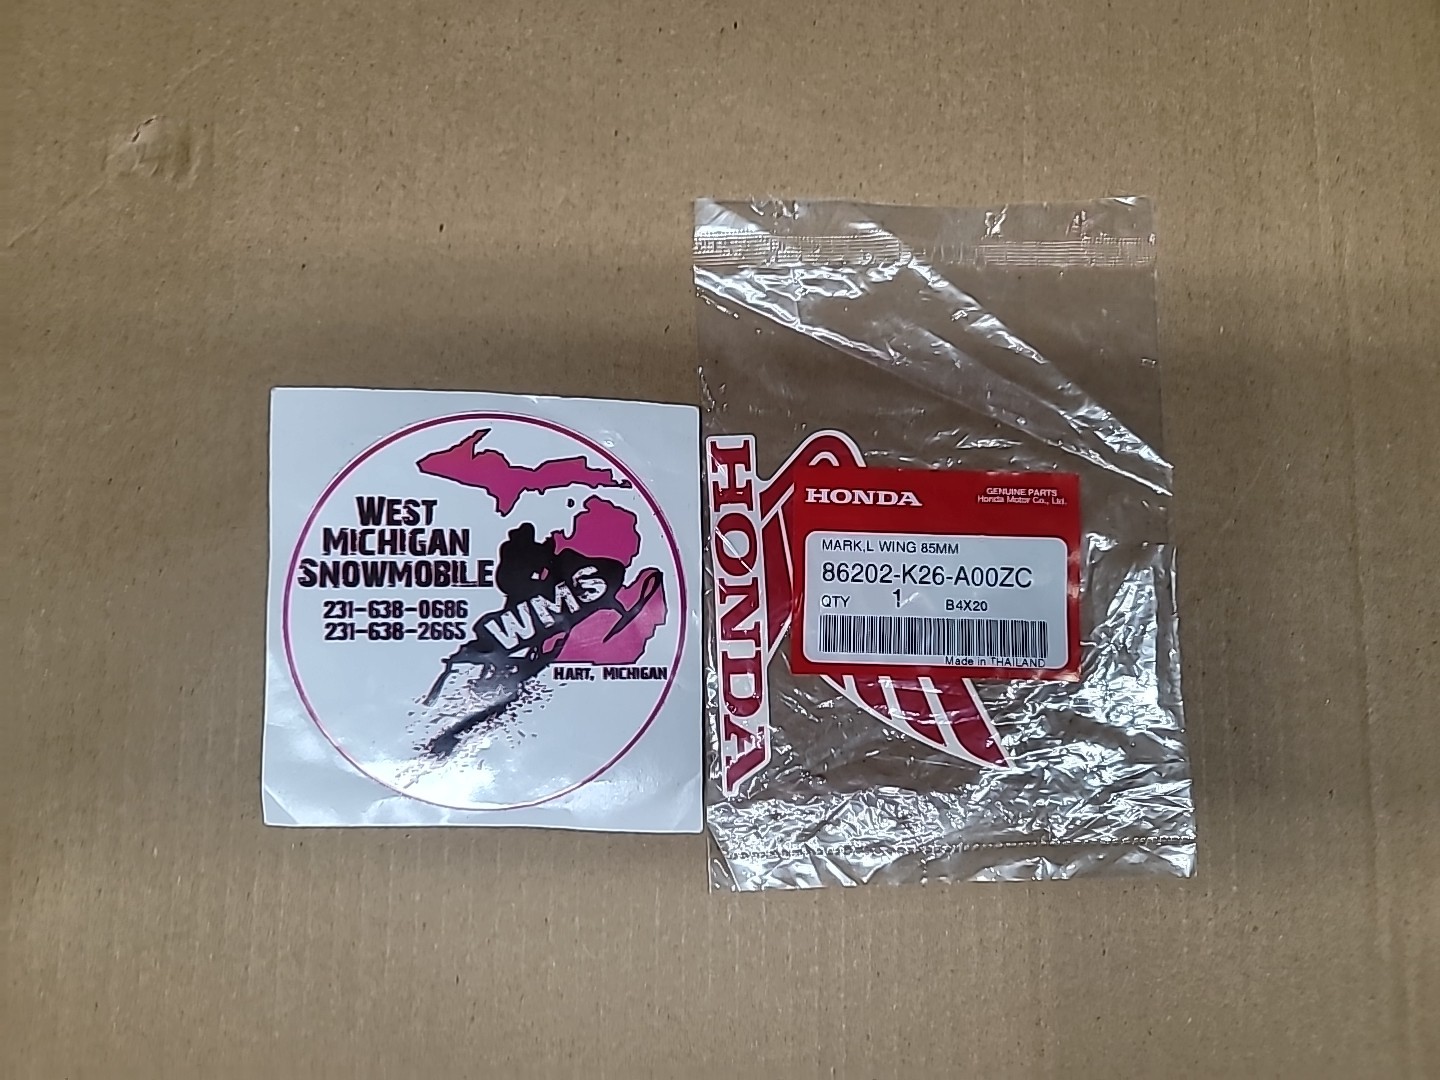 WEST
MICHIGAN
SNOWMOBILE
231-638-0686
231-638-2665
WMS
HART, MICHIGAN
HONDA
HONDA
GENUINE PARTS
Honda Motor Co., Ltd.
MARK,L WING 85MM
86202-K26-A00ZC
QTY 1 B4X20
Made in THAILAND